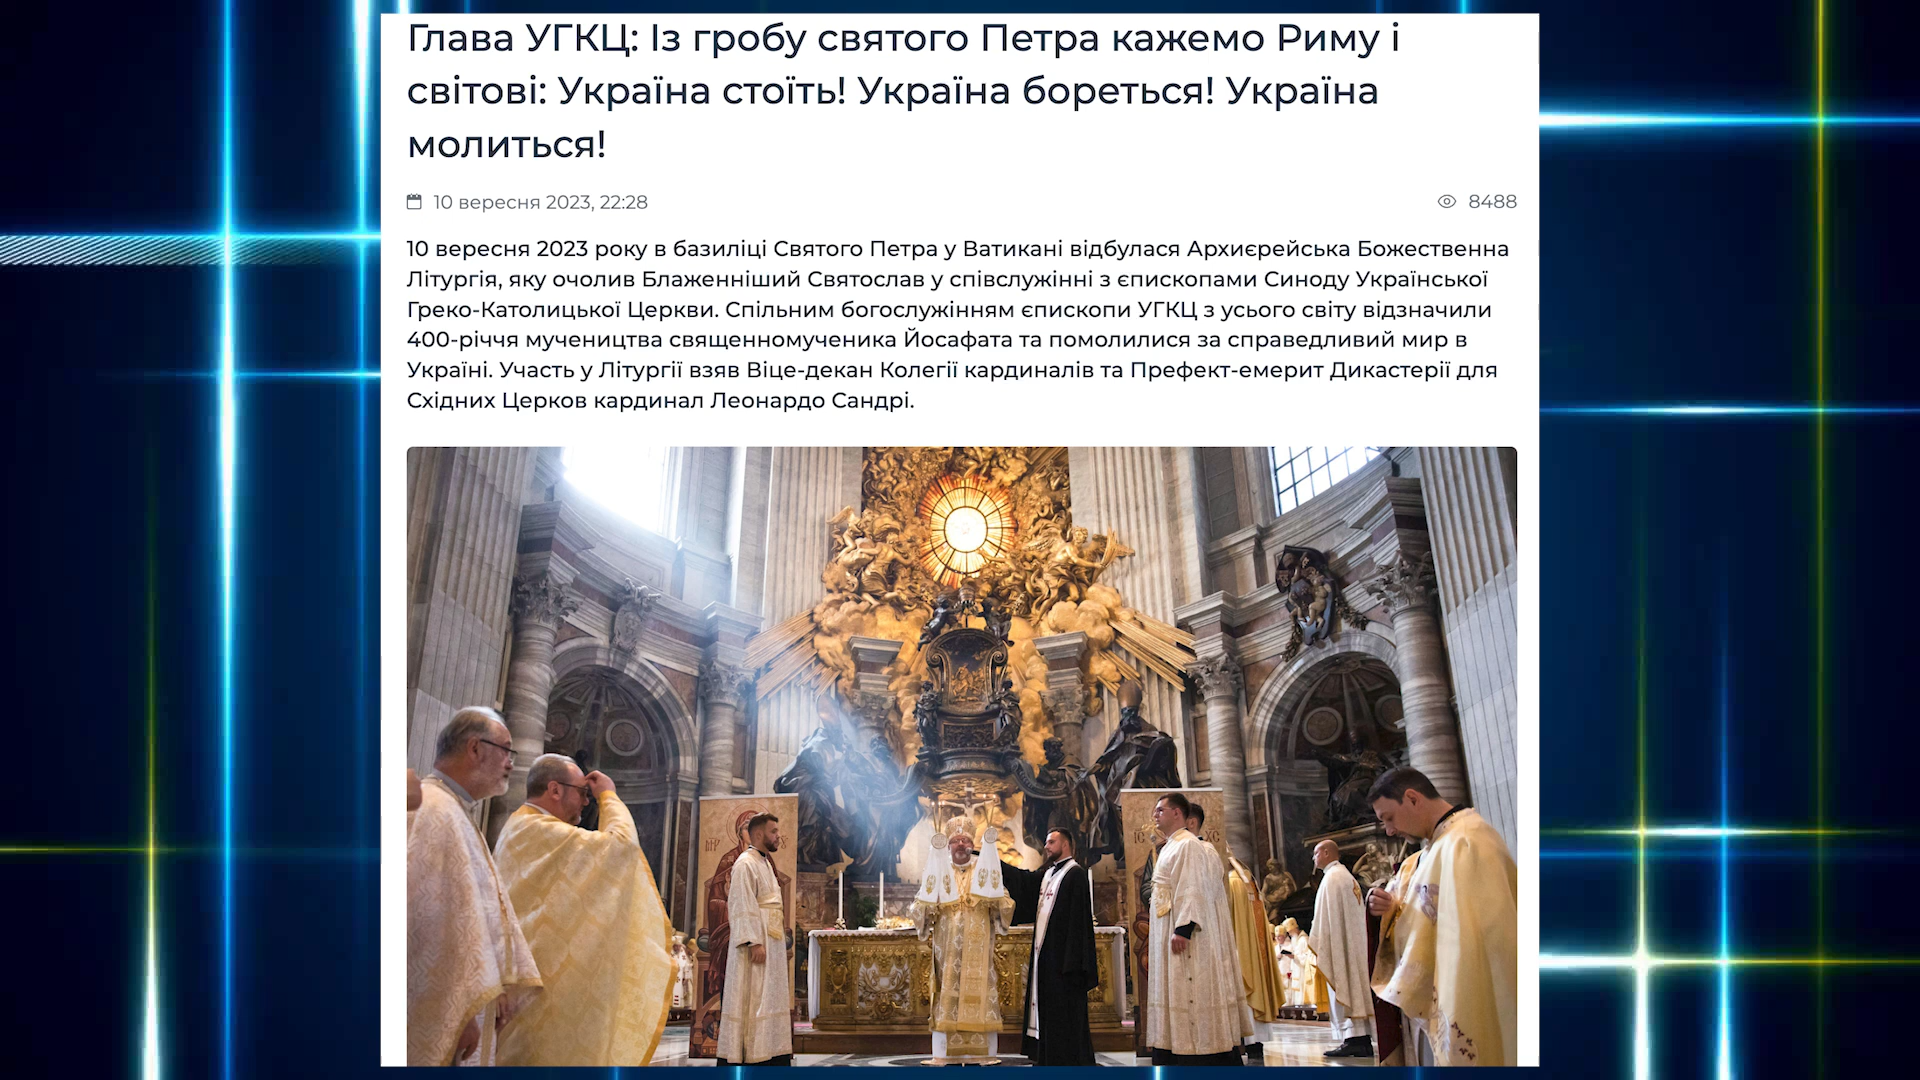 Глава УГКЦ: Із гробу святого Петра кажемо Риму і
світові: Україна стоїть! Україна бореться! Україна
молиться!
10 вересня 2023, 22:28
8488
10 вересня 2023 року в базиліці Святого Петра у Ватикані відбулася Архиєрейська Божественна
Літургія, яку очолив Блаженніший Святослав у співслужінні з єпископами Синоду Української
Греко-Католицької Церкви. Спільним богослужінням єпископи УГКЦ з усього світу відзначили
400-річчя мучеництва священномученика Йосафата та помолилися за справедливий мир в
Україні. Участь у Літургії взяв Віце-декан Колегії кардиналів та Префект-емерит Дикастерії для
Східних Церков кардинал Леонардо Сандрі.